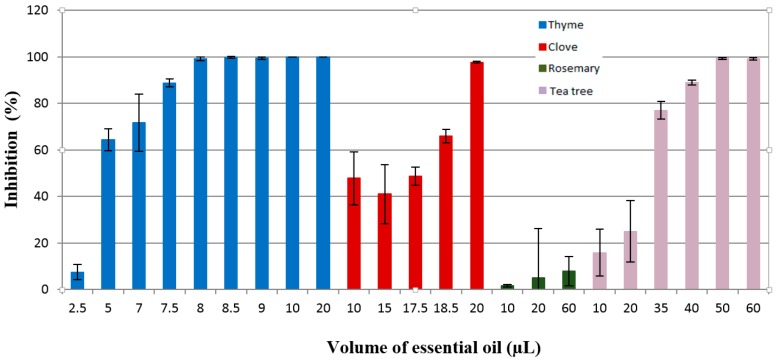 120
100
80
60
40
20
0
Inhibition (%)
Thyme
Clove
Rosemary
Tea tree
2.5 5 7 7.5 8 8.5 9 10 20 10 15 17.5 18.5 20 10 20 60 10 20 35 40 50 60
Volume of essential oil (µL)